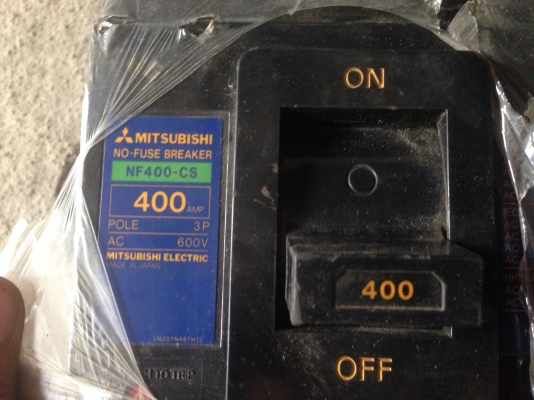 MITSUBISHI
NO-FUSE BREAKER
NF400-CS
400 AMP
POLE 3P
AC 600V
MITSUBISHI ELECTRIC
MADE IN JAPAN
ON
400
OFF